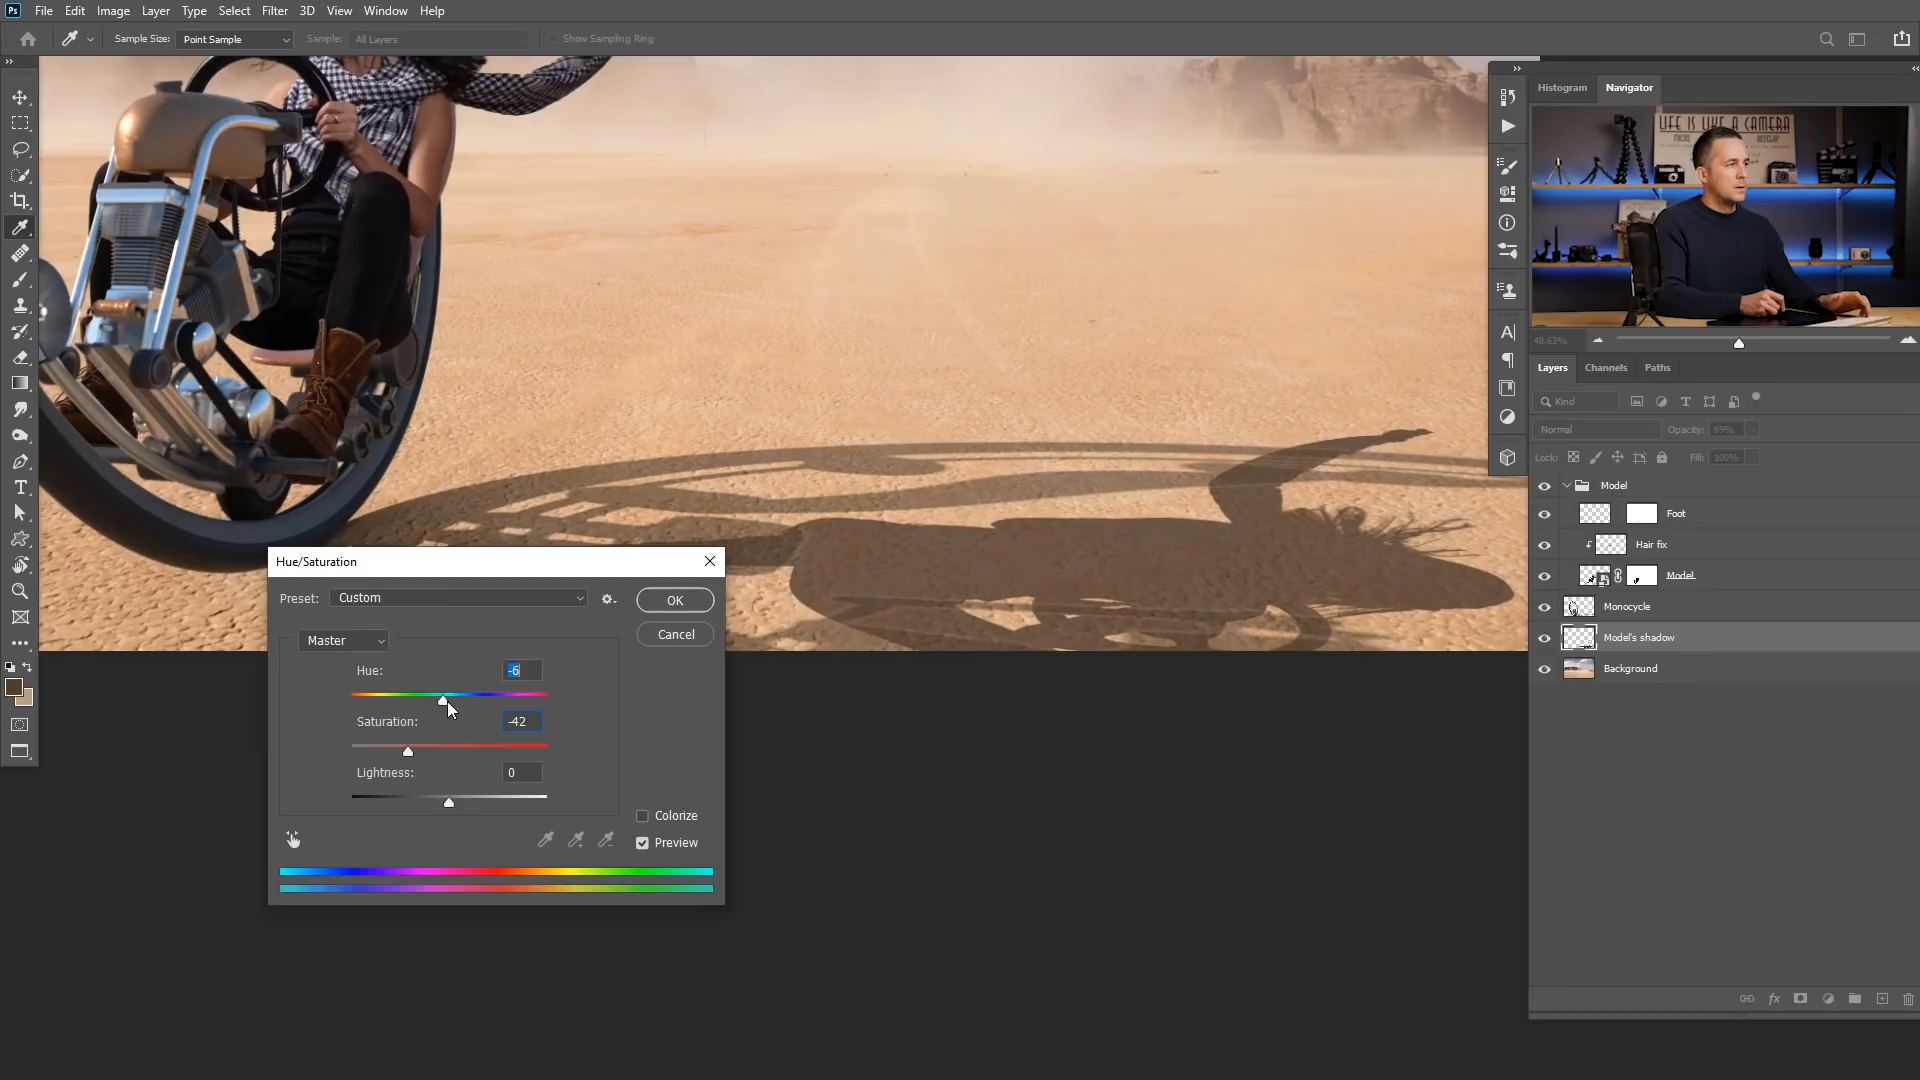 Ps File Edit Image Layer Type Select Filter 3D View Window Help
Sample Size: Point Sample Sample: All Layers Show Sampling Ring
Histogram Navigator
LIFE IS LIKE A CAMERA
48.63%
Layers Channels Paths
Kind
Normal Opacity: 69%
Lock: Fill: 100%
Model
Foot
Hair fix
Model
Monocycle
Model's shadow
Background
Hue/Saturation
Preset: Custom OK
Cancel
Master
Hue: -6
Saturation: -42
Lightness: 0
Colorize
Preview